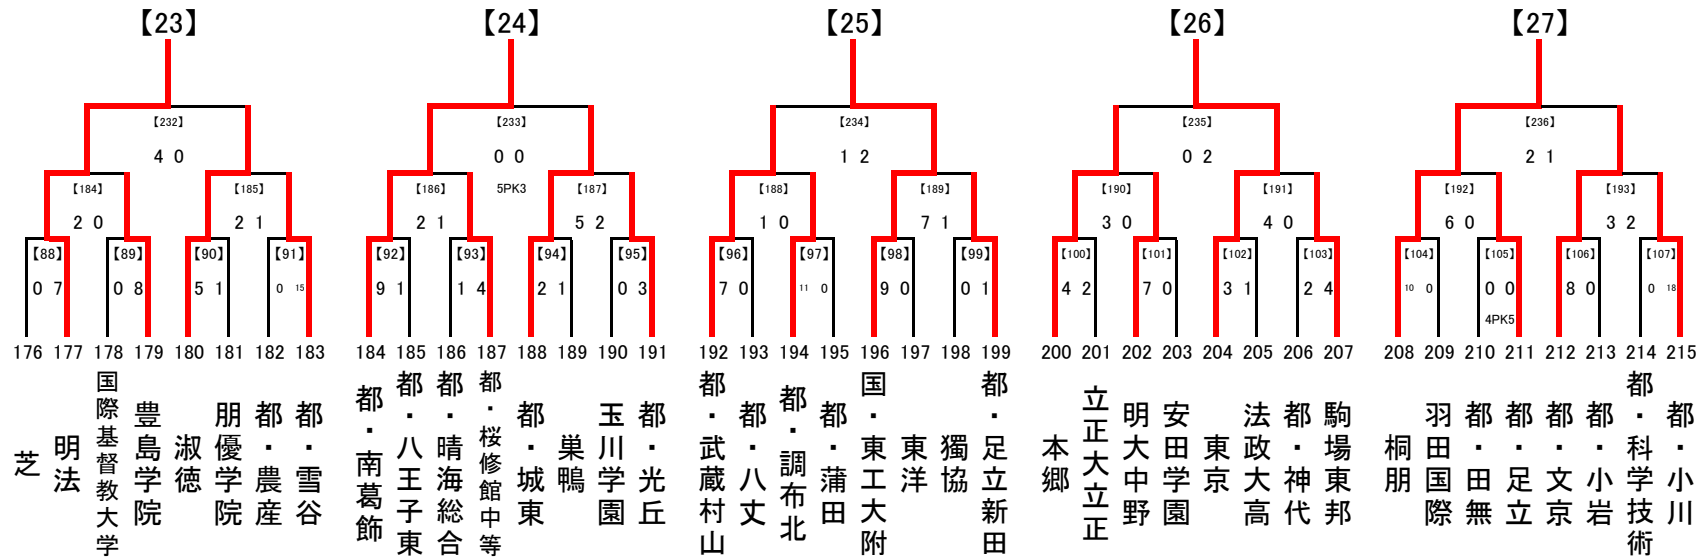 【23】 【24】 【25】 【26】 【27】
【232】 【233】 【234】 【235】 【236】
4 0 0 0 1 2 0 2 2 1
5PK3
【184】 【185】 【186】 【187】 【188】 【189】 【190】 【191】 【192】 【193】
2 0 2 1 2 1 5 2 1 0 7 1 3 0 4 0 6 0 3 2
【88】 【89】 【90】 【91】 【92】 【93】 【94】 【95】 【96】 【97】 【98】 【99】 【100】 【101】 【102】 【103】 【104】 【105】 【106】 【107】
0 7 0 8 5 1 0 15 9 1 1 4 2 1 0 3 7 0 11 0 9 0 0 1 4 2 7 0 3 1 2 4 10 0 0 0 8 0 0 18
4PK5
176 177 178 179 180 181 182 183 184 185 186 187 188 189 190 191 192 193 194 195 196 197 198 199 200 201 202 203 204 205 206 207 208 209 210 211 212 213 214 215
芝
明法
国際基督教大学
豊島学院
淑徳
朋優学院
都・農産
都・雪谷
都・南葛飾
都・八王子東
都・晴海総合
都・桜修館中等
都・城東
巣鴨
玉川学園
都・光丘
都・武蔵村山
都・八丈
都・調布北
都・蒲田
国・東工大附
東洋
獨協
都・足立新田
本郷
立正大立正
明大中野
安田学園
東京
法政大高
都・神代
駒場東邦
桐朋
羽田国際
都・田無
都・足立
都・文京
都・小岩
都・科学技術
都・小川